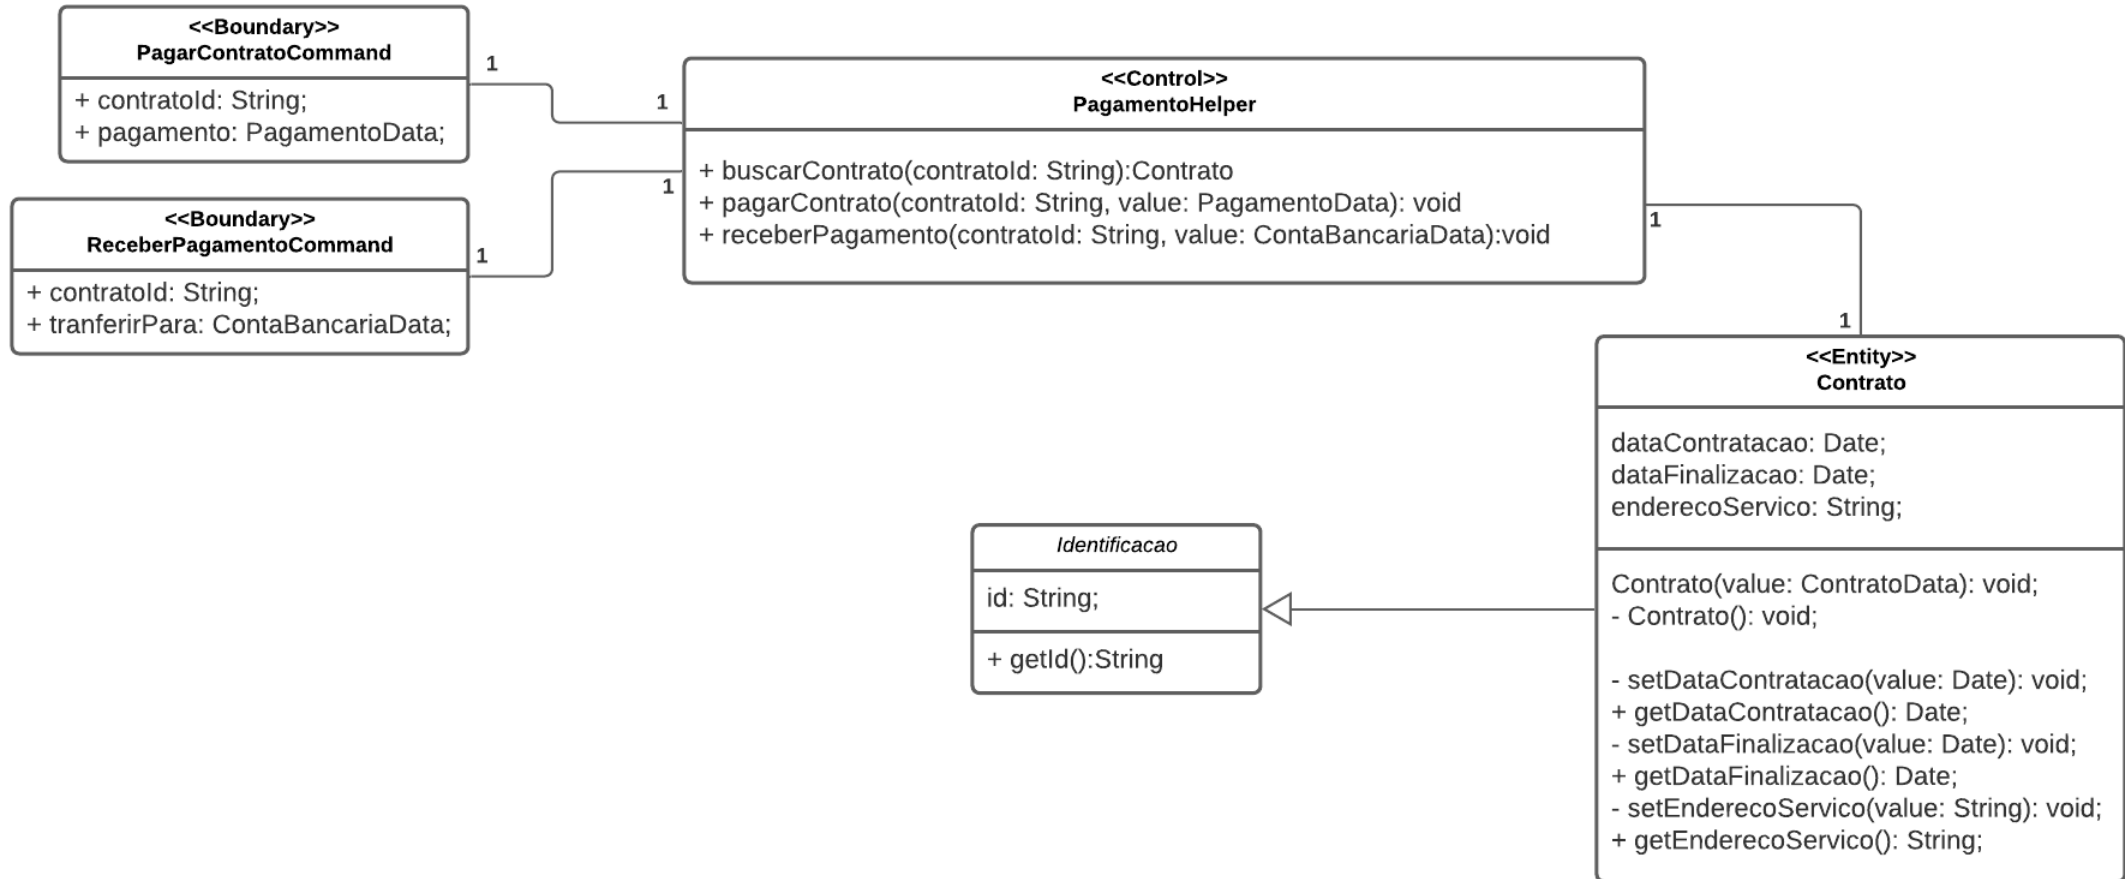 <<Boundary>>
PagarContratoCommand
+ contratoId: String;
+ pagamento: PagamentoData;
1
1
<<Boundary>>
ReceberPagamentoCommand
+ contratoId: String;
+ tranferirPara: ContaBancariaData;
1
1
<<Control>>
PagamentoHelper
+ buscarContrato(contratoId: String):Contrato
+ pagarContrato(contratoId: String, value: PagamentoData): void
+ receberPagamento(contratoId: String, value: ContaBancariaData):void
1
1
<<Entity>>
Contrato
dataContratacao: Date;
dataFinalizacao: Date;
enderecoServico: String;
Contrato(value: ContratoData): void;
- Contrato(): void;
- setDataContratacao(value: Date): void;
+ getDataContratacao(): Date;
- setDataFinalizacao(value: Date): void;
+ getDataFinalizacao(): Date;
- setEnderecoServico(value: String): void;
+ getEnderecoServico(): String;
Identificacao
id: String;
+ getId():String